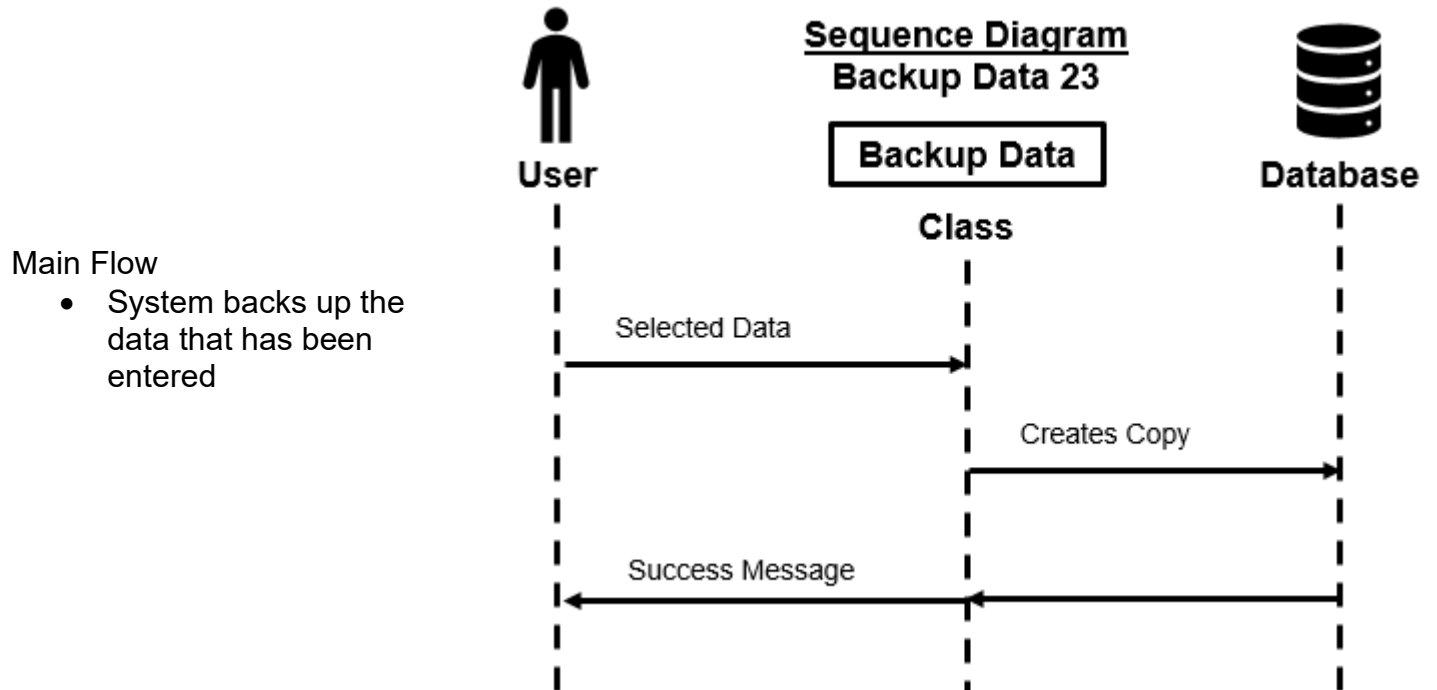 Sequence Diagram
Backup Data 23
Backup Data
User
Database
Class
Main Flow
• System backs up the
data that has been
entered
Selected Data
Creates Copy
Success Message